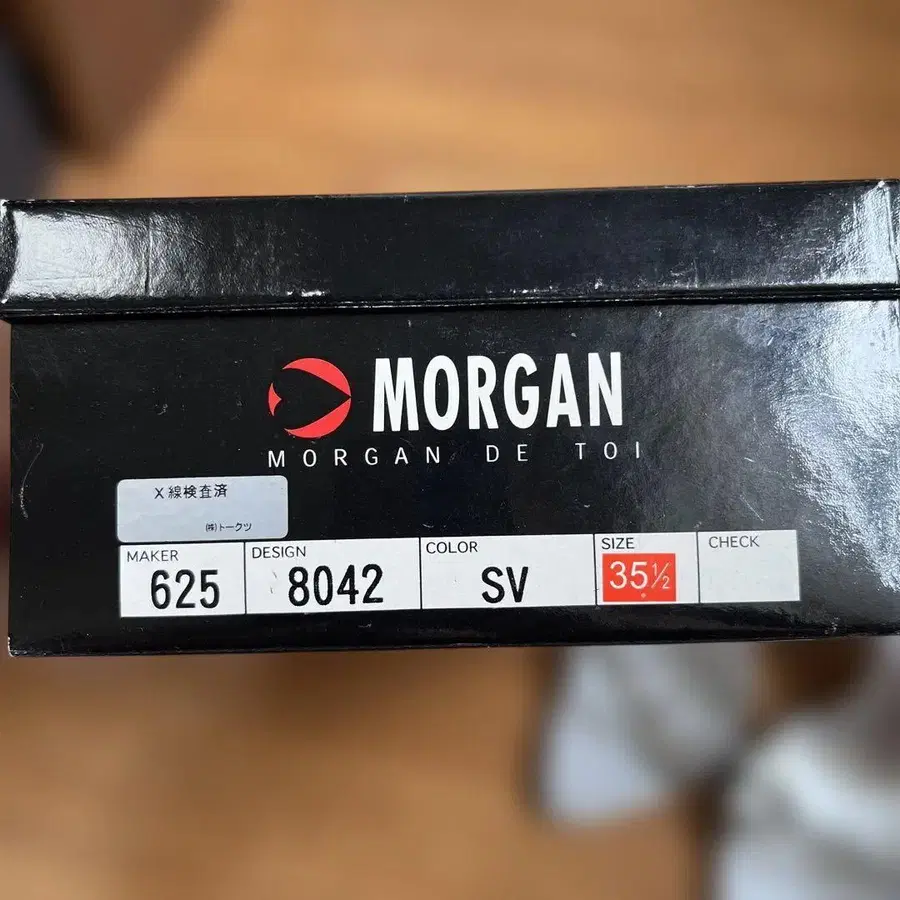 MORGAN
MORGAN DE TOI
X線検査済
㈱トークツ
MAKER DESIGN COLOR SIZE CHECK
625 8042 SV 35½